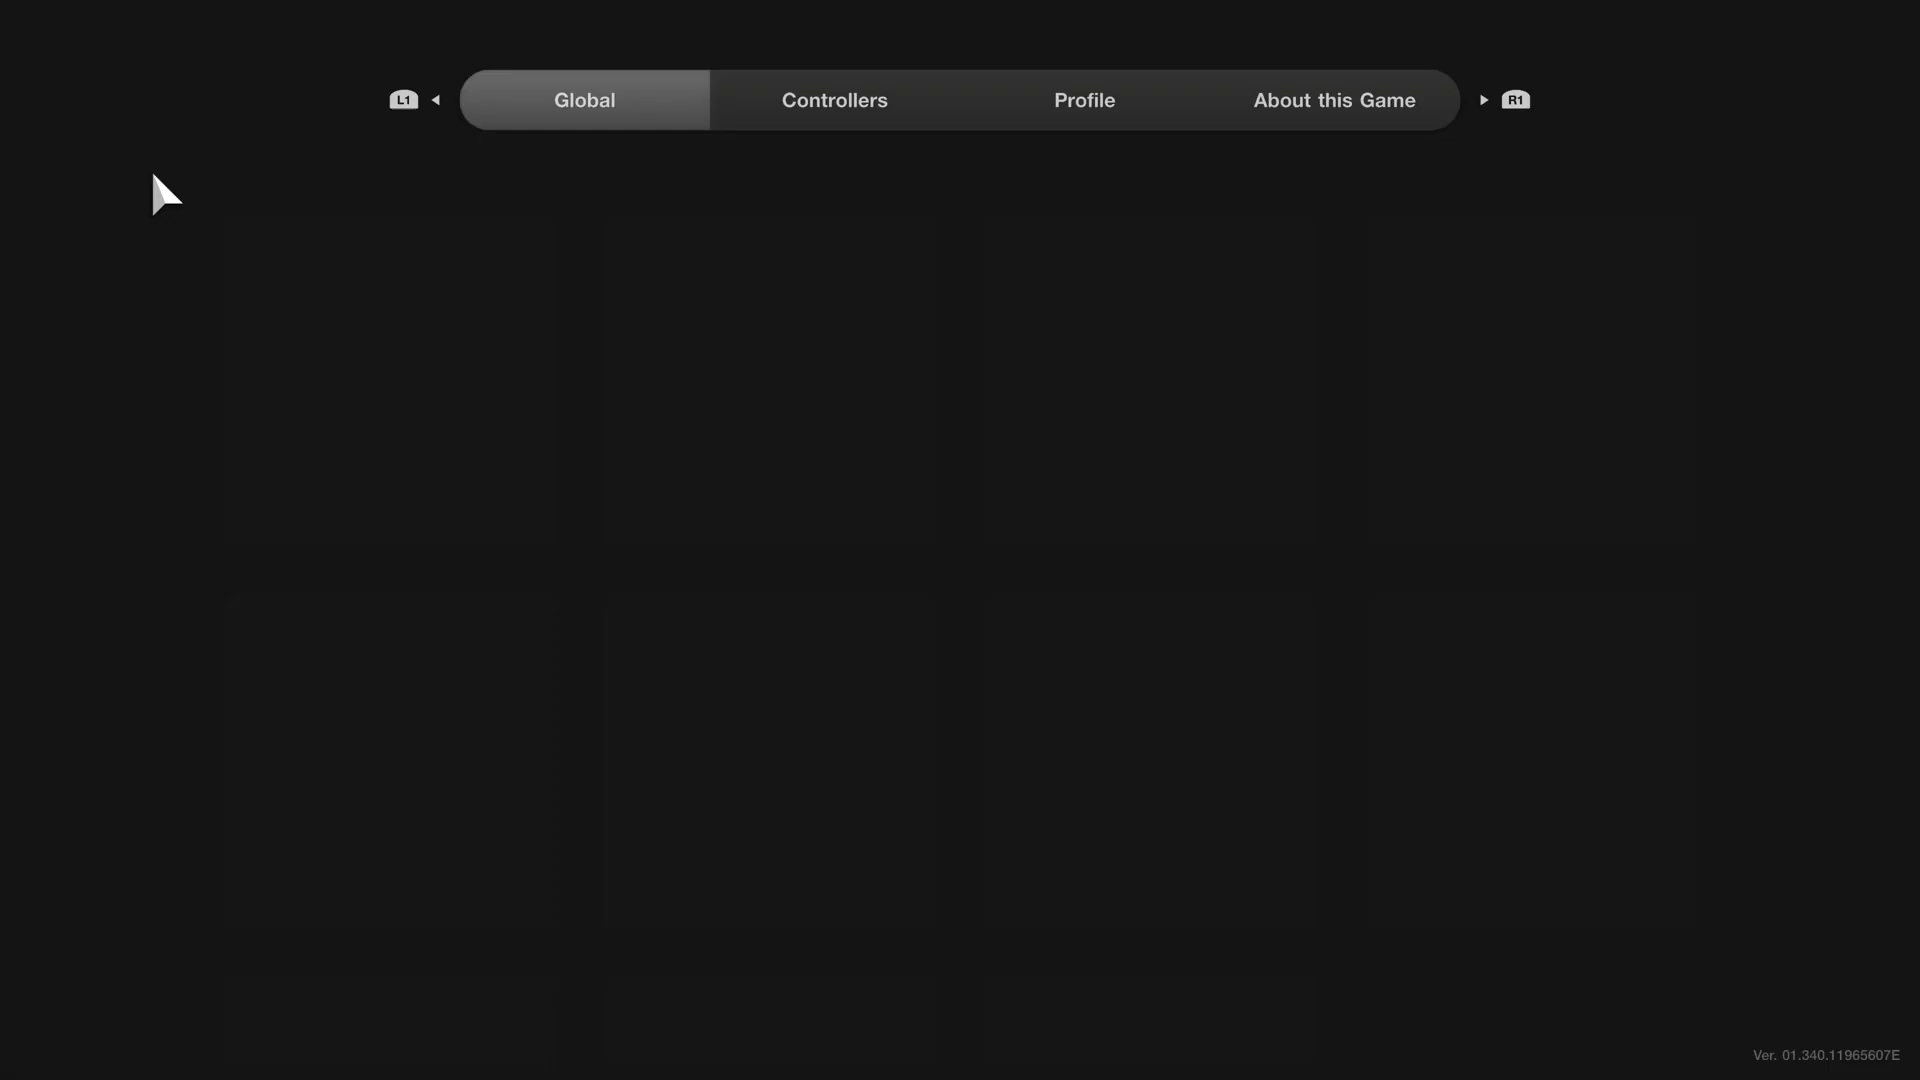 L1 Global Controllers Profile About this Game R1
Ver. 01.340.11965607E